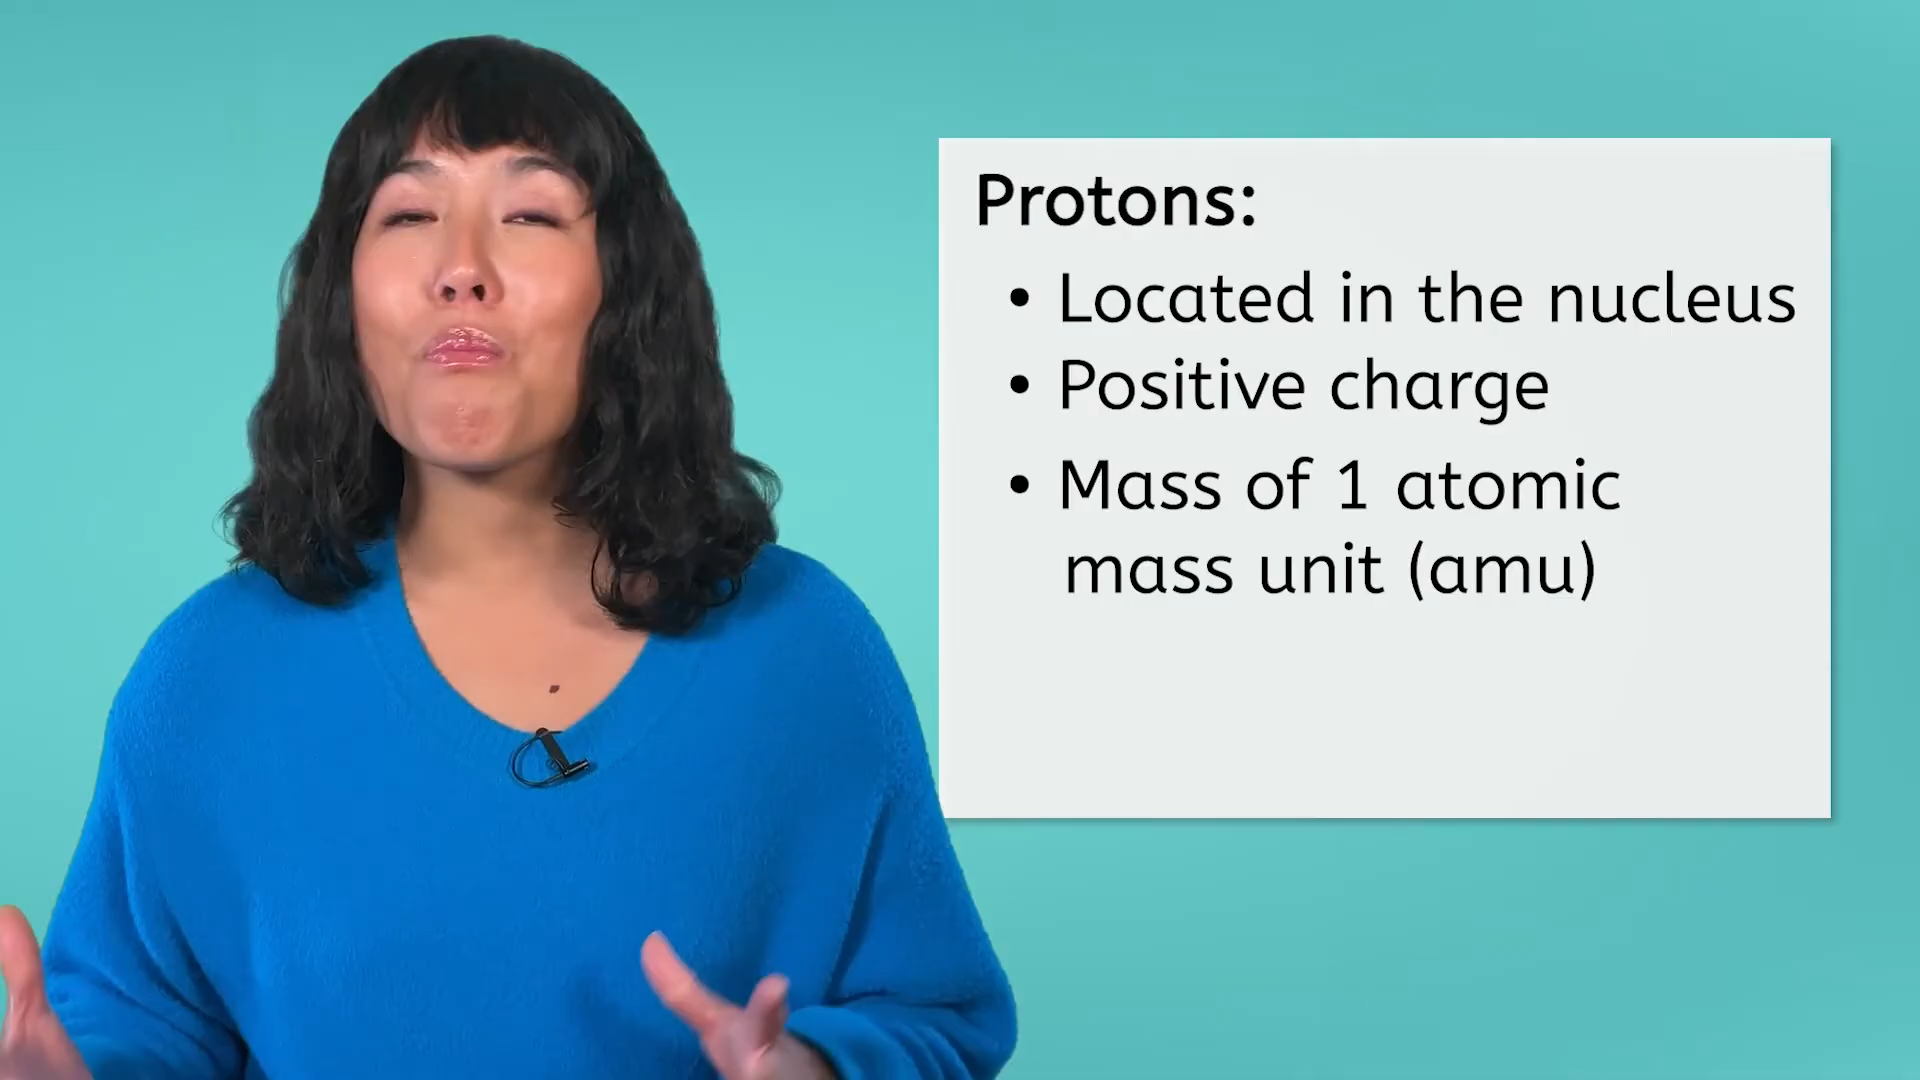 Protons:
• Located in the nucleus
• Positive charge
• Mass of 1 atomic
mass unit (amu)